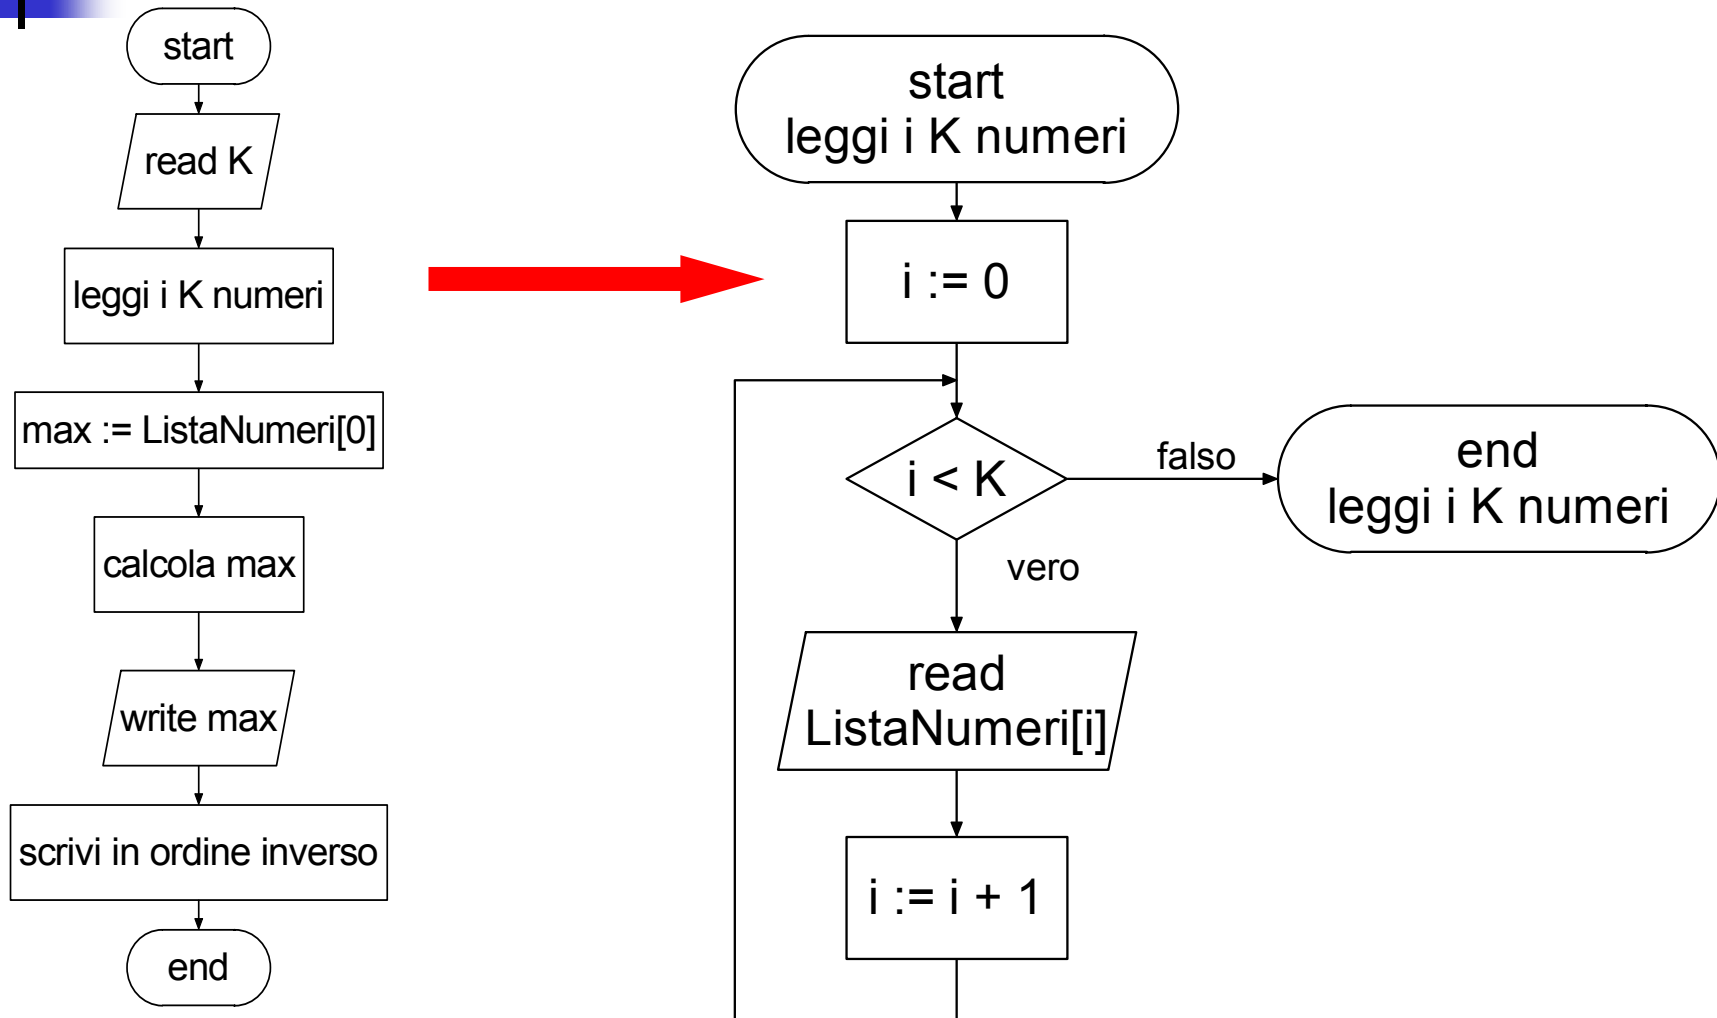 start
read K
leggi i K numeri
max := ListaNumeri[0]
calcola max
write max
scrivi in ordine inverso
end
start
leggi i K numeri
i := 0
i < K
falso
end
leggi i K numeri
vero
read
ListaNumeri[i]
i := i + 1